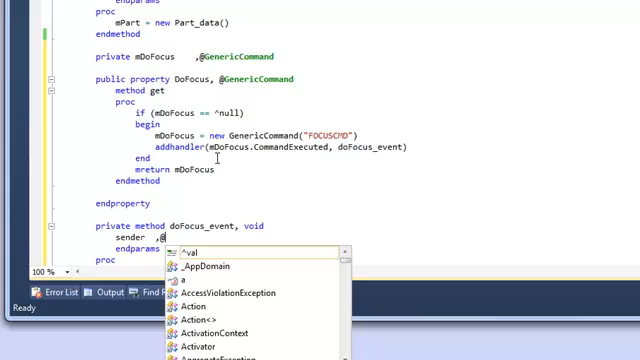 endparams
proc
mPart = new Part_data()
endmethod
private mDoFocus ,@GenericCommand
public property DoFocus, @GenericCommand
method get
proc
if (mDoFocus == ^null)
begin
mDoFocus = new GenericCommand("FOCUSCMD")
addhandler(mDoFocus.CommandExecuted, doFocus_event)
end
mreturn mDoFocus
endmethod
endproperty
private method doFocus_event, void
sender ,@
endparams
proc
^val
_AppDomain
a
AccessViolationException
Action
Action<>
ActivationContext
Activator
AggregateException
100 %
Error List Output Find R
Ready